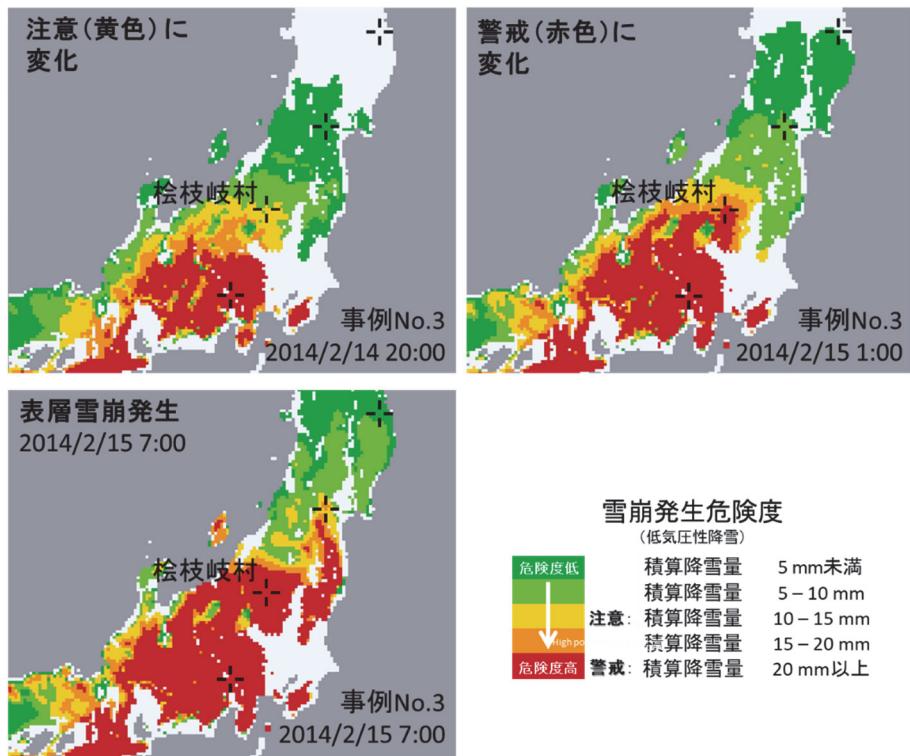 注意(黄色)に
変化
桧枝岐村
事例No.3
2014/2/14 20:00
警戒(赤色)に
変化
桧枝岐村
事例No.3
2014/2/15 1:00
表層雪崩発生
2014/2/15 7:00
桧枝岐村
事例No.3
2014/2/15 7:00
雪崩発生危険度
(低気圧性降雪)
危険度低 積算降雪量 5 mm未満
積算降雪量 5 – 10 mm
注意: 積算降雪量 10 – 15 mm
High po 積算降雪量 15 – 20 mm
危険度高 警戒: 積算降雪量 20 mm以上